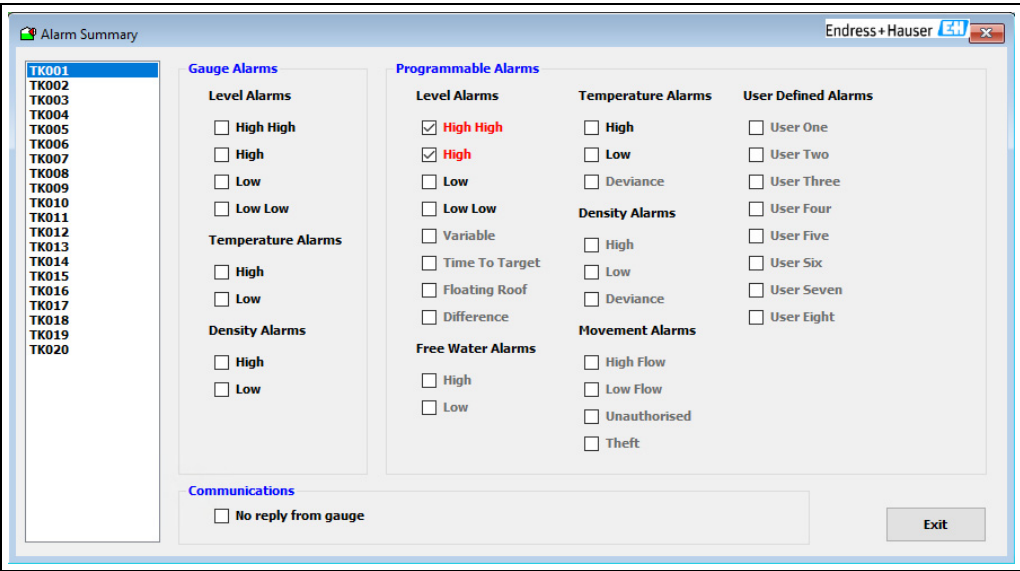 Alarm Summary
Endress+Hauser EH
TK001
TK002
TK003
TK004
TK005
TK006
TK007
TK008
TK009
TK010
TK011
TK012
TK013
TK014
TK015
TK016
TK017
TK018
TK019
TK020
Gauge Alarms
Level Alarms
High High
High
Low
Low Low
Temperature Alarms
High
Low
Density Alarms
High
Low
Programmable Alarms
Level Alarms
High High
High
Low
Low Low
Variable
Time To Target
Floating Roof
Difference
Free Water Alarms
High
Low
Temperature Alarms
High
Low
Deviance
Density Alarms
High
Low
Deviance
Movement Alarms
High Flow
Low Flow
Unauthorised
Theft
User Defined Alarms
User One
User Two
User Three
User Four
User Five
User Six
User Seven
User Eight
Communications
No reply from gauge
Exit